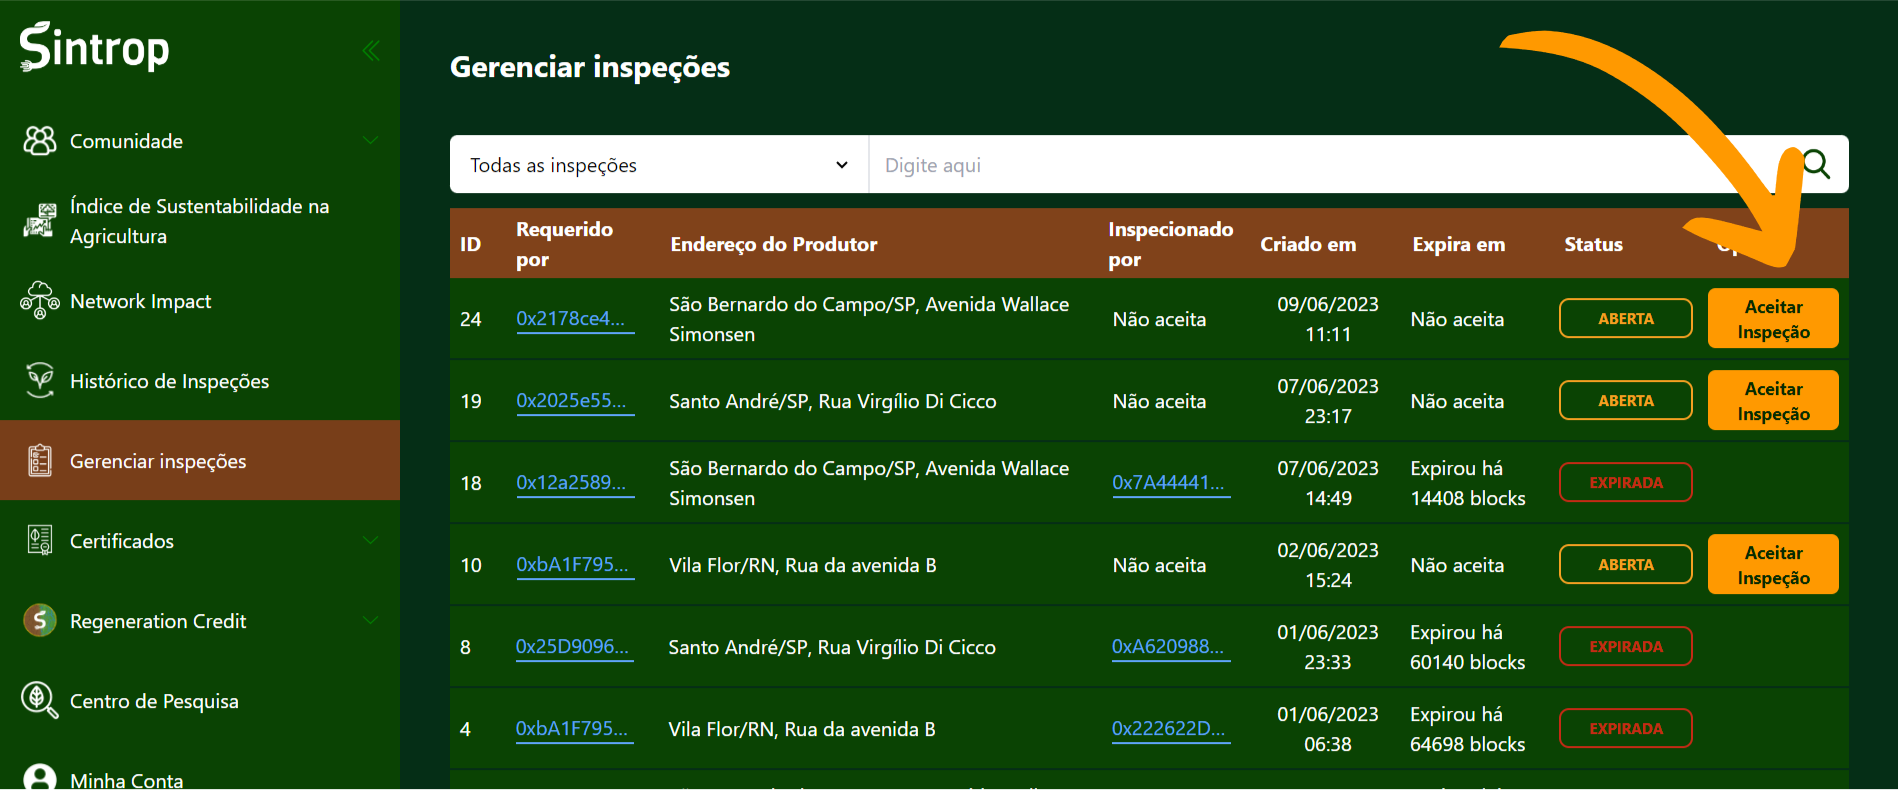 Sintrop
Comunidade
Índice de Sustentabilidade na
Agricultura
Network Impact
Histórico de Inspeções
Gerenciar inspeções
Certificados
Regeneration Credit
Centro de Pesquisa
Minha Conta
Gerenciar inspeções
Todas as inspeções
Digite aqui
ID
Requerido
por
Endereço do Produtor
Inspecionado
por
Criado em
Expira em
Status
24
0x2178ce4...
São Bernardo do Campo/SP, Avenida Wallace
Simonsen
Não aceita
09/06/2023
11:11
Não aceita
ABERTA
Aceitar
Inspeção
19
0x2025e55...
Santo André/SP, Rua Virgílio Di Cicco
Não aceita
07/06/2023
23:17
Não aceita
ABERTA
Aceitar
Inspeção
18
0x12a2589...
São Bernardo do Campo/SP, Avenida Wallace
Simonsen
0x7A44441...
07/06/2023
14:49
Expirou há
14408 blocks
EXPIRADA
10
0xbA1F795...
Vila Flor/RN, Rua da avenida B
Não aceita
02/06/2023
15:24
Não aceita
ABERTA
Aceitar
Inspeção
8
0x25D9096...
Santo André/SP, Rua Virgílio Di Cicco
0xA620988...
01/06/2023
23:33
Expirou há
60140 blocks
EXPIRADA
4
0xbA1F795...
Vila Flor/RN, Rua da avenida B
0x222622D...
01/06/2023
06:38
Expirou há
64698 blocks
EXPIRADA